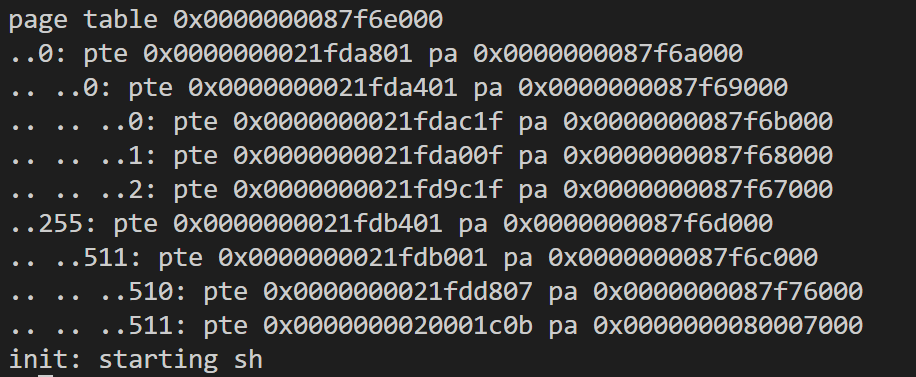 page table 0x0000000087f6e000
..0: pte 0x0000000021fda801 pa 0x0000000087f6a000
.. ..0: pte 0x0000000021fda401 pa 0x0000000087f69000
.. .. ..0: pte 0x0000000021fdac1f pa 0x0000000087f6b000
.. .. ..1: pte 0x0000000021fda00f pa 0x0000000087f68000
.. .. ..2: pte 0x0000000021fd9c1f pa 0x0000000087f67000
..255: pte 0x0000000021fdb401 pa 0x0000000087f6d000
.. ..511: pte 0x0000000021fdb001 pa 0x0000000087f6c000
.. .. ..510: pte 0x0000000021fdd807 pa 0x0000000087f76000
.. .. ..511: pte 0x0000000020001c0b pa 0x0000000080007000
init: starting sh